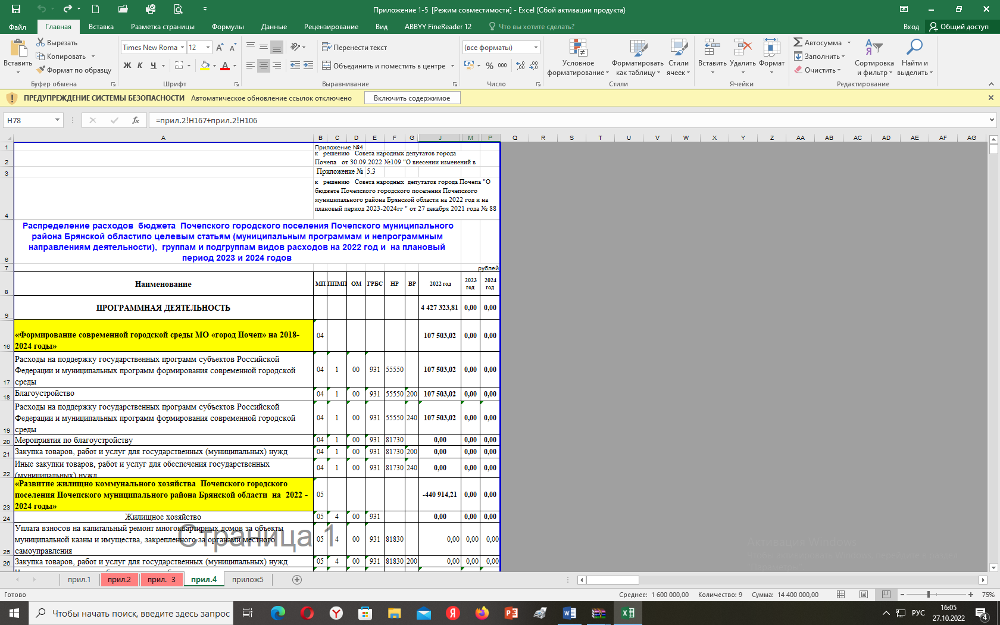 Приложение 1-5 [Режим совместимости] - Excel (Сбой активации продукта)
Файл Главная Вставка Разметка страницы Формулы Данные Рецензирование Вид ABBYY FineReader 12 Что вы хотите сделать? Вход Общий доступ
Вставить
Вырезать
Копировать
Формат по образцу
Буфер обмена
Times New Roma 12
Ж К Ч А
Шрифт
Перенести текст
Объединить и поместить в центре
Выравнивание
(все форматы)
% 000
Число
Условное форматирование
Форматировать как таблицу
Стили ячеек
Стили
Вставить Удалить Формат
Ячейки
Автосумма
Заполнить
Очистить
Сортировка и фильтр
Найти и выделить
Редактирование
ПРЕДУПРЕЖДЕНИЕ СИСТЕМЫ БЕЗОПАСНОСТИ Автоматическое обновление ссылок отключено Включить содержимое
H78 fx =прил.2!H167+прил.2!H106
A B C D E F G J M P Q R S T U V W X Y Z AA AB AC AD AE AF AG
1 Приложение №4
к решению Совета народных депутатов города
2 Почепа от 30.09.2022 №109 "О внесении изменений в
3 Приложение № 5.3
к решению Совета народных депутатов города Почепа "О
бюджете Почепского городского поселения Почепского
муниципального района Брянской области на 2022 год и на
плановый период 2023-2024гг " от 27 декабря 2021 года № 88
4
Распределение расходов бюджета Почепского городского поселения Почепского муниципального
района Брянской областипо целевым статьям (муниципальным программам и непрограммным
направлениям деятельности), группам и подгруппам видов расходов на 2022 год и на плановый
6 период 2023 и 2024 годов
7 рублей
8 Наименование МП ППМП ОМ ГРБС НР ВР 2022 год 2023 год 2024 год
9 ПРОГРАММНАЯ ДЕЯТЕЛЬНОСТЬ 4 427 323,81 0,00 0,00
«Формирование современной городской среды МО «город Почеп» на 2018-
16 2024 годы» 04 107 503,02 0,00 0,00
Расходы на поддержку государственных программ субъектов Российской
Федерации и муниципальных программ формирования современной городской
17 среды 04 1 00 931 55550 107 503,02 0,00 0,00
18 Благоустройство 04 1 00 931 55550 200 107 503,02 0,00 0,00
Расходы на поддержку государственных программ субъектов Российской
Федерации и муниципальных программ формирования современной городской
19 среды 04 1 00 931 55550 240 107 503,02 0,00 0,00
20 Мероприятия по благоустройству 04 1 00 931 81730 0,00 0,00 0,00
21 Закупка товаров, работ и услуг для государственных (муниципальных) нужд 04 1 00 931 81730 200 0,00 0,00 0,00
Иные закупки товаров, работ и услуг для обеспечения государственных
22 (муниципальных) нужд 04 1 00 931 81730 240 0,00 0,00 0,00
«Развитие жилищно коммунального хозяйства Почепского городского
поселения Почепского муниципального района Брянской области на 2022 -
23 2024 годы» 05 -440 914,21 0,00 0,00
24 Жилищное хозяйство 05 4 00 931 0,00 0,00 0,00
Уплата взносов на капитальный ремонт многоквартирных домов за объекты
муниципальной казны и имущества, закрепленного за органами местного
25 самоуправления 05 4 00 931 81830 0,00 0,00 0,00
26 Закупка товаров, работ и услуг для государственных (муниципальных) нужд 05 4 00 931 81830 200 0,00 0,00 0,00
Страница 1
Активация Windows
прил.1 прил.2 прил. 3 прил.4 прилож5
Готово Среднее: 1 600 000,00 Количество: 9 Сумма: 14 400 000,00 75%
Чтобы начать поиск, введите здесь запрос
РУС 16:05
27.10.2022 4